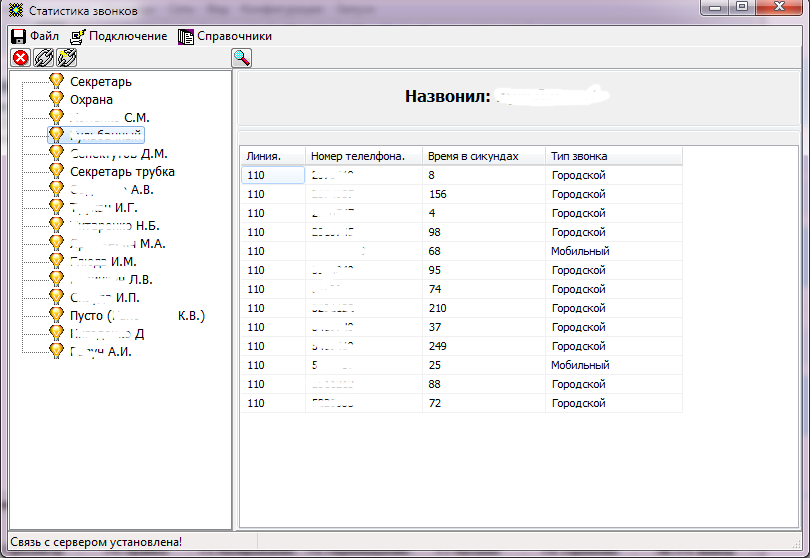 Статистика звонков
Файл Подключение Справочники
Секретарь
Охрана
С.М.
Д.М.
Секретарь трубка
А.В.
И.Г.
Н.Б.
М.А.
И.М.
Л.В.
И.П.
Пусто ( К.В.)
Д
А.И.
Назвонил:
Линия. Номер телелфона. Время в сикундах Тип звонка
110 8 Городской
110 156 Городской
110 4 Городской
110 98 Городской
110 68 Мобильный
110 95 Городской
110 74 Городской
110 210 Городской
110 37 Городской
110 249 Городской
110 25 Мобильный
110 88 Городской
110 72 Городской
Связь с сервером установлена!